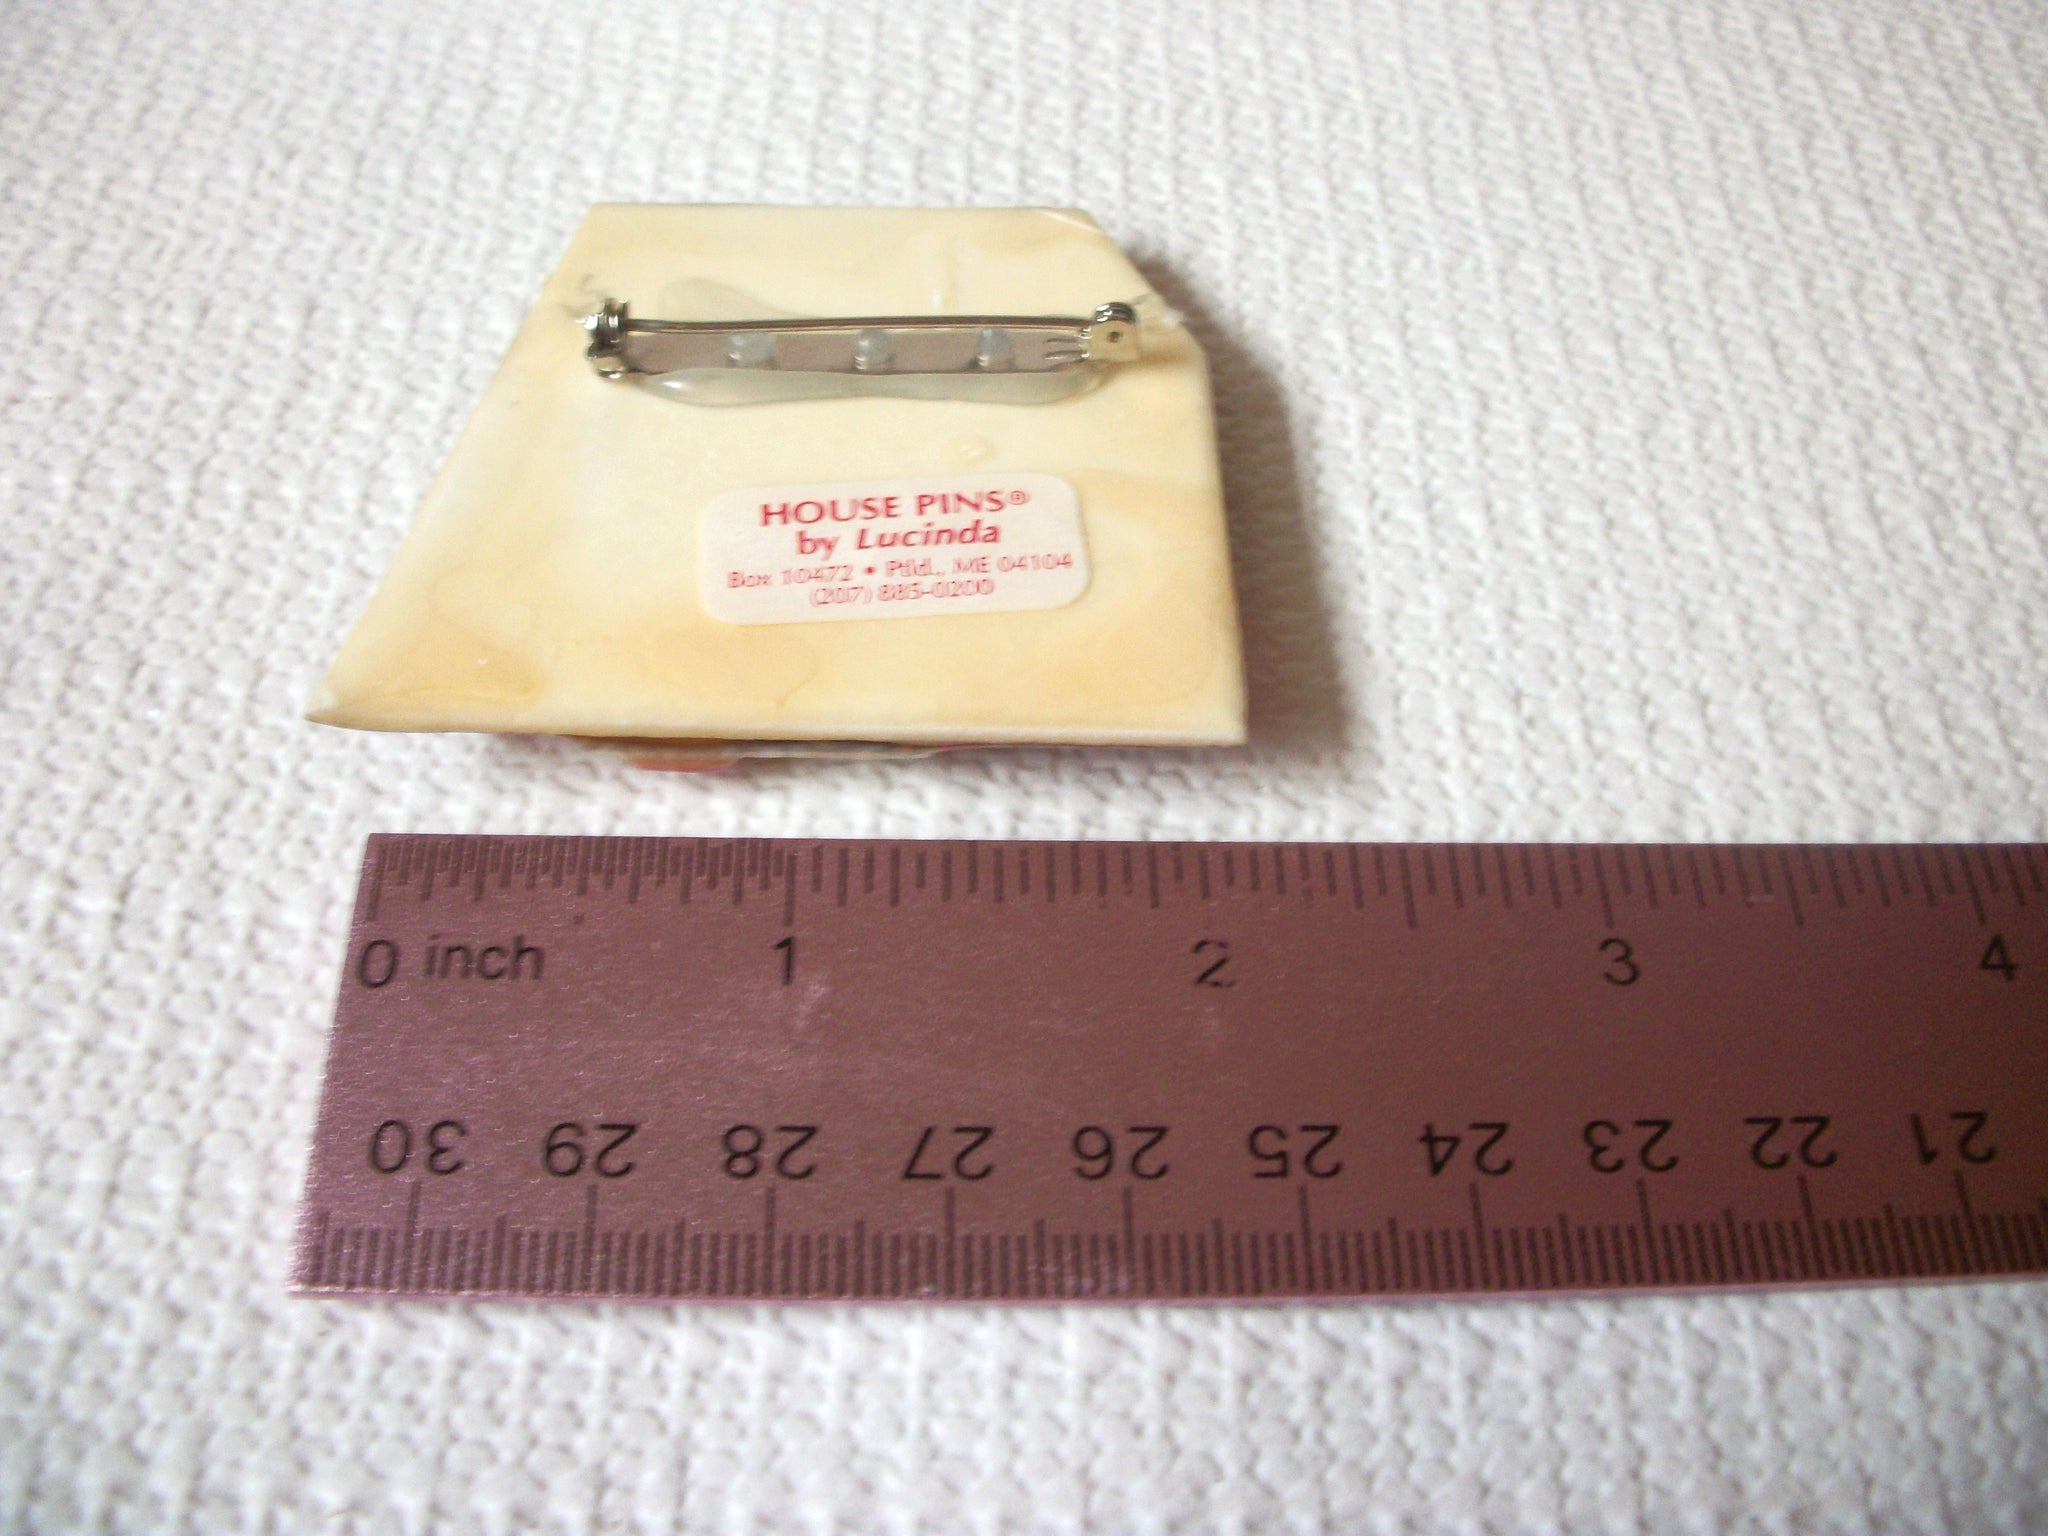 HOUSE PINS®
by Lucinda
Box 10472 • Ptld., ME 04104
(207) 885-0200
0 inch 1 2 3 4
30 29 28 27 26 25 24 23 22 21